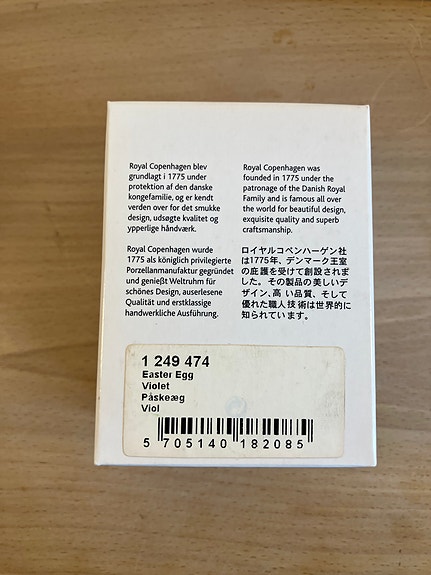 Royal Copenhagen blev
grundlagt i 1775 under
protektion af den danske
kongefamilie, og er kendt
verden over for det smukke
design, udsøgte kvalitet og
ypperlige håndværk.
Royal Copenhagen was
founded in 1775 under the
patronage of the Danish Royal
Family and is famous all over
the world for beautiful design,
exquisite quality and superb
craftsmanship.
Royal Copenhagen wurde
1775 als königlich privilegierte
Porzellanmanufaktur gegründet
und genießt Weltruhm für
schönes Design, auserlesene
Qualität und erstklassige
handwerkliche Ausführung.
ロイヤルコペンハーゲン社
は1775年、デンマーク王室
の庇護を受けて創設されま
した。その製品の美しいデ
ザイン、高い品質、そして
優れた職人技術は世界的に
知られています。
1 249 474
Easter Egg
Violet
Påskeæg
Viol
5 705140 182085